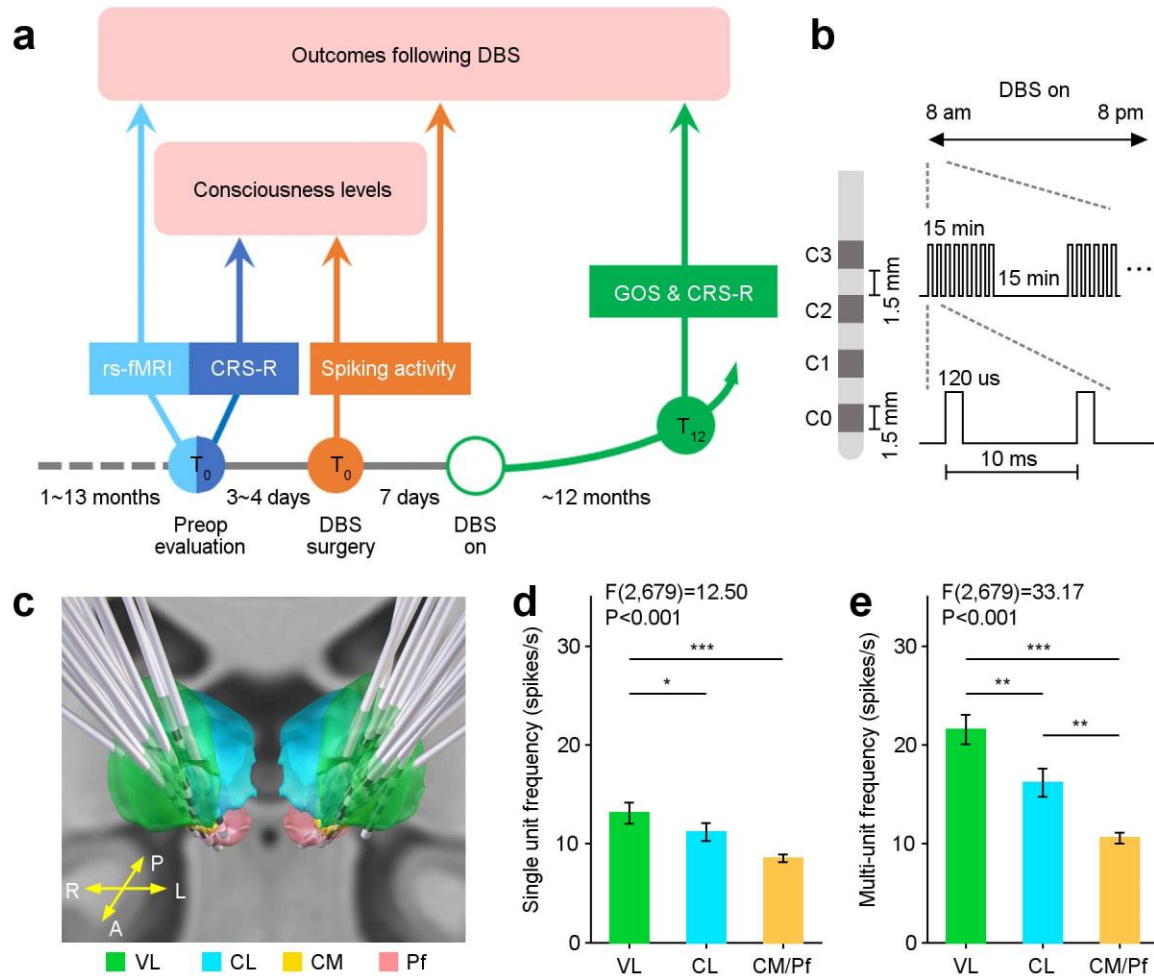 a
Outcomes following DBS
Consciousness levels
rs-fMRI
CRS-R
Spiking activity
GOS & CRS-R
T0
T0
T12
1~13 months
3~4 days
7 days
~12 months
Preop
evaluation
DBS
surgery
DBS
on
b
DBS on
8 am
8 pm
15 min
15 min
...
C3
C2
C1
C0
1.5 mm
1.5 mm
120 us
10 ms
c
P
R
L
A
VL
CL
CM
Pf
d
F(2,679)=12.50
P<0.001
Single unit frequency (spikes/s)
30
20
10
0
***
*
VL
CL
CM/Pf
e
F(2,679)=33.17
P<0.001
Multi-unit frequency (spikes/s)
30
20
10
0
***
**
**
VL
CL
CM/Pf